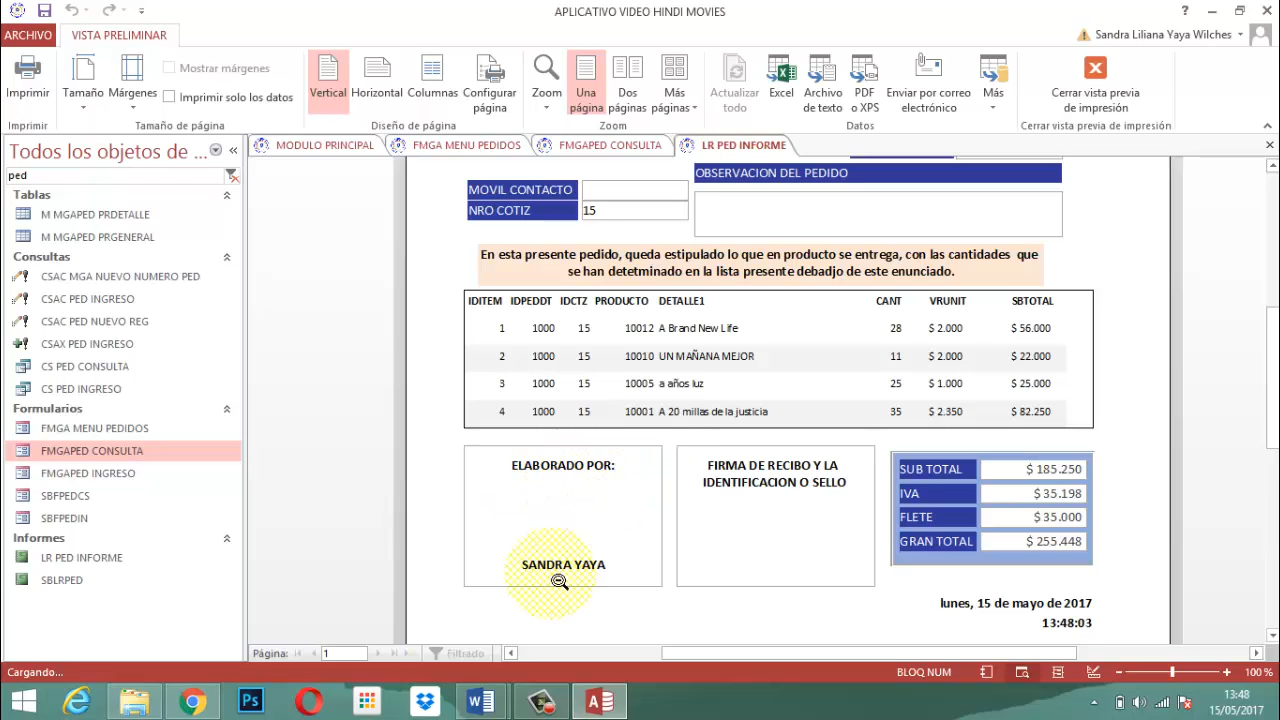 APLICATIVO VIDEO HINDI MOVIES
ARCHIVO VISTA PRELIMINAR
Sandra Liliana Yaya Wilches
Imprimir
Tamaño
Márgenes
Mostrar márgenes
Imprimir solo los datos
Vertical
Horizontal
Columnas
Configurar página
Zoom
Una página
Dos páginas
Más páginas
Actualizar todo
Excel
Archivo de texto
PDF o XPS
Enviar por correo electrónico
Más
Cerrar vista previa de impresión
Imprimir
Tamaño de página
Diseño de página
Zoom
Datos
Cerrar vista previa de impresión
Todos los objetos de ...
ped
Tablas
M MGAPED PRDETALLE
M MGAPED PRGENERAL
Consultas
CSAC MGA NUEVO NUMERO PED
CSAC PED INGRESO
CSAC PED NUEVO REG
CSAX PED INGRESO
CS PED CONSULTA
CS PED INGRESO
Formularios
FMGA MENU PEDIDOS
FMGAPED CONSULTA
FMGAPED INGRESO
SBFPEDCS
SBFPEDIN
Informes
LR PED INFORME
SBLRPED
MODULO PRINCIPAL
FMGA MENU PEDIDOS
FMGAPED CONSULTA
LR PED INFORME
OBSERVACION DEL PEDIDO
MOVIL CONTACTO
NRO COTIZ 15
En esta presente pedido, queda estipulado lo que en producto se entrega, con las cantidades que
se han detetminado en la lista presente debadjo de este enunciado.
IDITEM IDPEDDT IDCTZ PRODUCTO DETALLE1 CANT VRUNIT SBTOTAL
1 1000 15 10012 A Brand New Life 28 $ 2.000 $ 56.000
2 1000 15 10010 UN MAÑANA MEJOR 11 $ 2.000 $ 22.000
3 1000 15 10005 a años luz 25 $ 1.000 $ 25.000
4 1000 15 10001 A 20 millas de la justicia 35 $ 2.350 $ 82.250
ELABORADO POR:
SANDRA YAYA
FIRMA DE RECIBO Y LA
IDENTIFICACION O SELLO
SUB TOTAL $ 185.250
IVA $ 35.198
FLETE $ 35.000
GRAN TOTAL $ 255.448
lunes, 15 de mayo de 2017
13:48:03
Página: 1
Filtrado
Cargando...
BLOQ NUM
100 %
13:48
15/05/2017